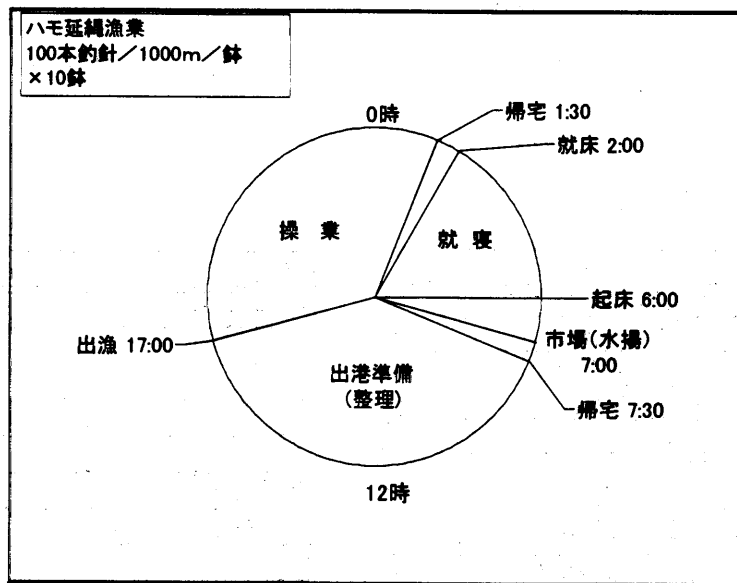 ハモ延縄漁業
100本釣針／1000m／鉢
×10鉢
0時
帰宅 1:30
就床 2:00
操 業
就 寝
起床 6:00
市場(水揚)
7:00
出漁 17:00
出港準備
(整理)
帰宅 7:30
12時